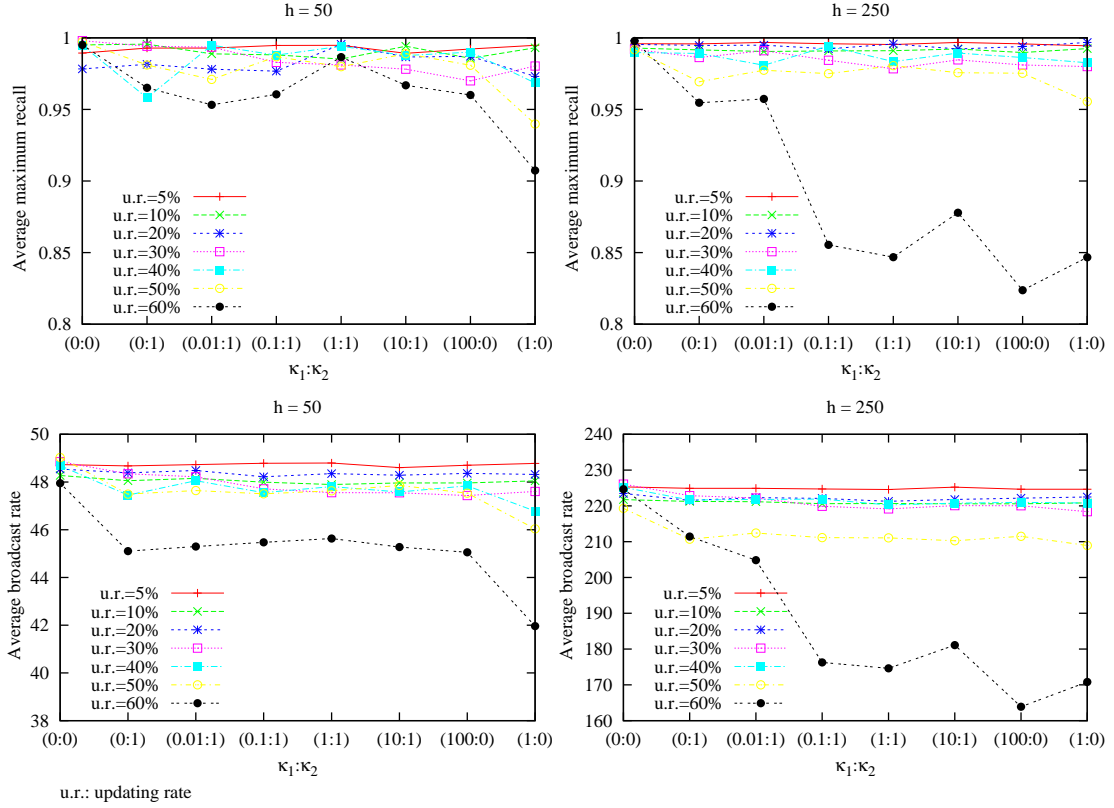 h = 50
Average maximum recall
1
0.95
0.9
0.85
0.8
u.r.=5%
u.r.=10%
u.r.=20%
u.r.=30%
u.r.=40%
u.r.=50%
u.r.=60%
(0:0) (0:1) (0.01:1) (0.1:1) (1:1) (10:1) (100:0) (1:0)
κ1:κ2
h = 250
Average maximum recall
1
0.95
0.9
0.85
0.8
u.r.=5%
u.r.=10%
u.r.=20%
u.r.=30%
u.r.=40%
u.r.=50%
u.r.=60%
(0:0) (0:1) (0.01:1) (0.1:1) (1:1) (10:1) (100:0) (1:0)
κ1:κ2
h = 50
Average broadcast rate
50
48
46
44
42
40
38
u.r.=5%
u.r.=10%
u.r.=20%
u.r.=30%
u.r.=40%
u.r.=50%
u.r.=60%
(0:0) (0:1) (0.01:1) (0.1:1) (1:1) (10:1) (100:0) (1:0)
κ1:κ2
h = 250
Average broadcast rate
240
230
220
210
200
190
180
170
160
u.r.=5%
u.r.=10%
u.r.=20%
u.r.=30%
u.r.=40%
u.r.=50%
u.r.=60%
(0:0) (0:1) (0.01:1) (0.1:1) (1:1) (10:1) (100:0) (1:0)
κ1:κ2
u.r.: updating rate